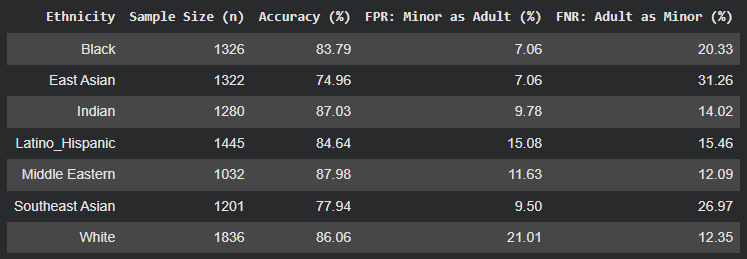 Ethnicity Sample Size (n) Accuracy (%) FPR: Minor as Adult (%) FNR: Adult as Minor (%)
Black 1326 83.79 7.06 20.33
East Asian 1322 74.96 7.06 31.26
Indian 1280 87.03 9.78 14.02
Latino_Hispanic 1445 84.64 15.08 15.46
Middle Eastern 1032 87.98 11.63 12.09
Southeast Asian 1201 77.94 9.50 26.97
White 1836 86.06 21.01 12.35